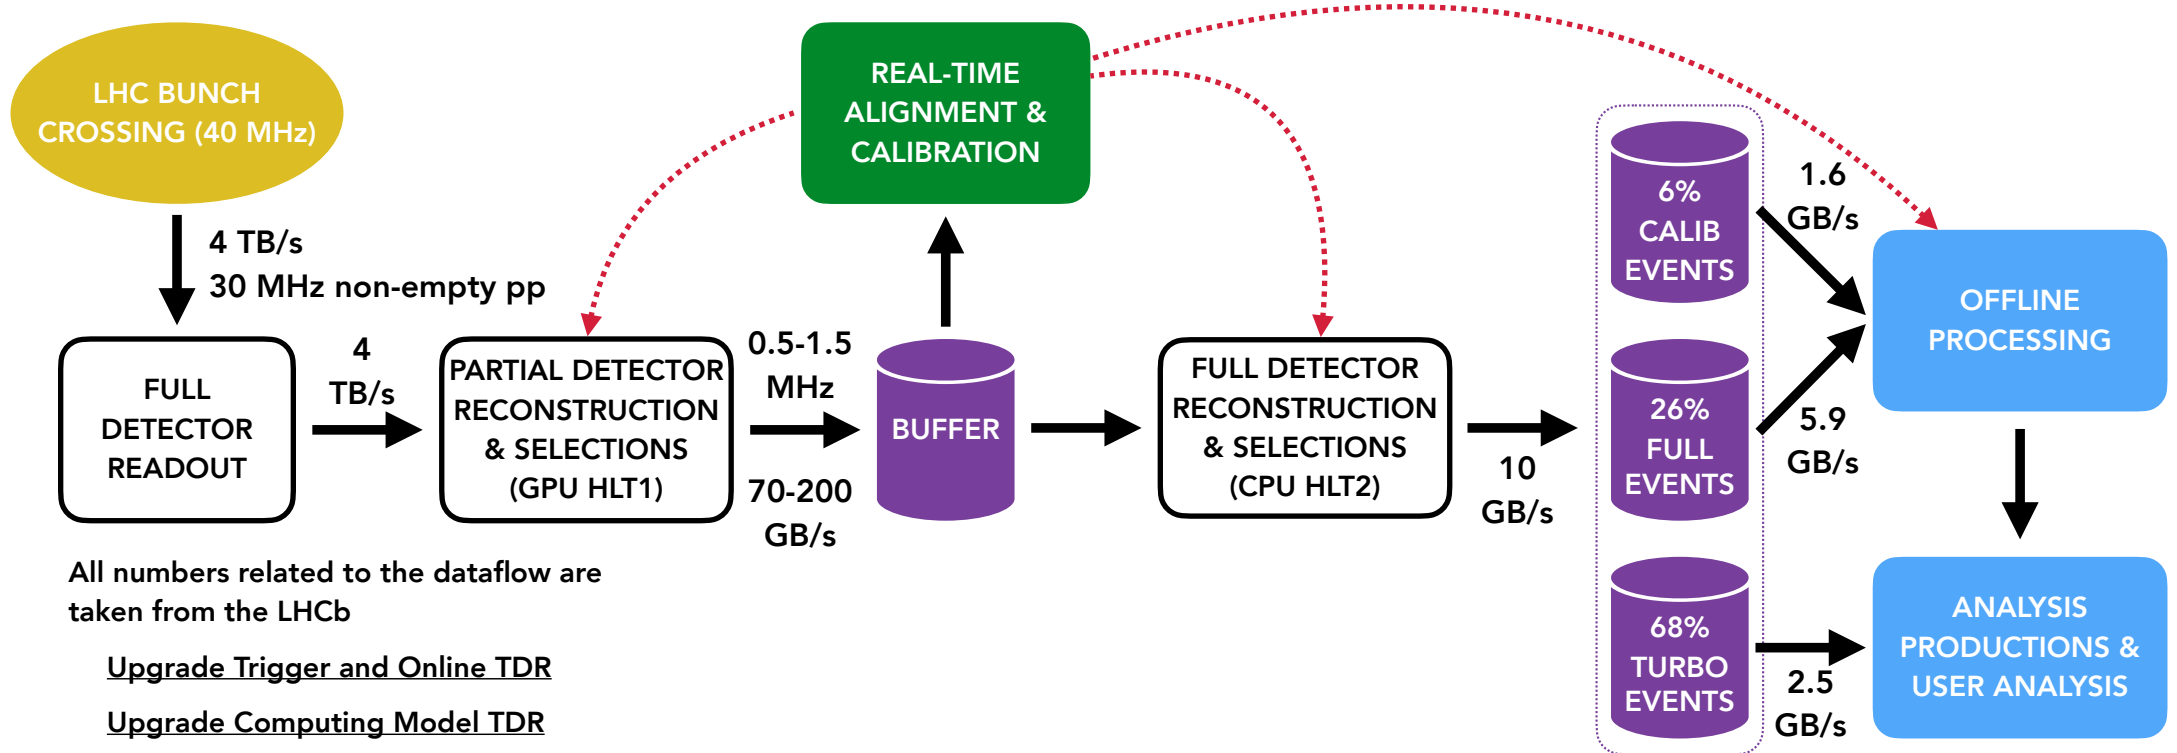 LHC BUNCH
CROSSING (40 MHz)
4 TB/s
30 MHz non-empty pp
FULL
DETECTOR
READOUT
4
TB/s
PARTIAL DETECTOR
RECONSTRUCTION
& SELECTIONS
(GPU HLT1)
0.5-1.5
MHz
70-200
GB/s
REAL-TIME
ALIGNMENT &
CALIBRATION
BUFFER
FULL DETECTOR
RECONSTRUCTION
& SELECTIONS
(CPU HLT2)
10
GB/s
6%
CALIB
EVENTS
1.6
GB/s
26%
FULL
EVENTS
5.9
GB/s
68%
TURBO
EVENTS
2.5
GB/s
OFFLINE
PROCESSING
ANALYSIS
PRODUCTIONS &
USER ANALYSIS
All numbers related to the dataflow are
taken from the LHCb
Upgrade Trigger and Online TDR
Upgrade Computing Model TDR